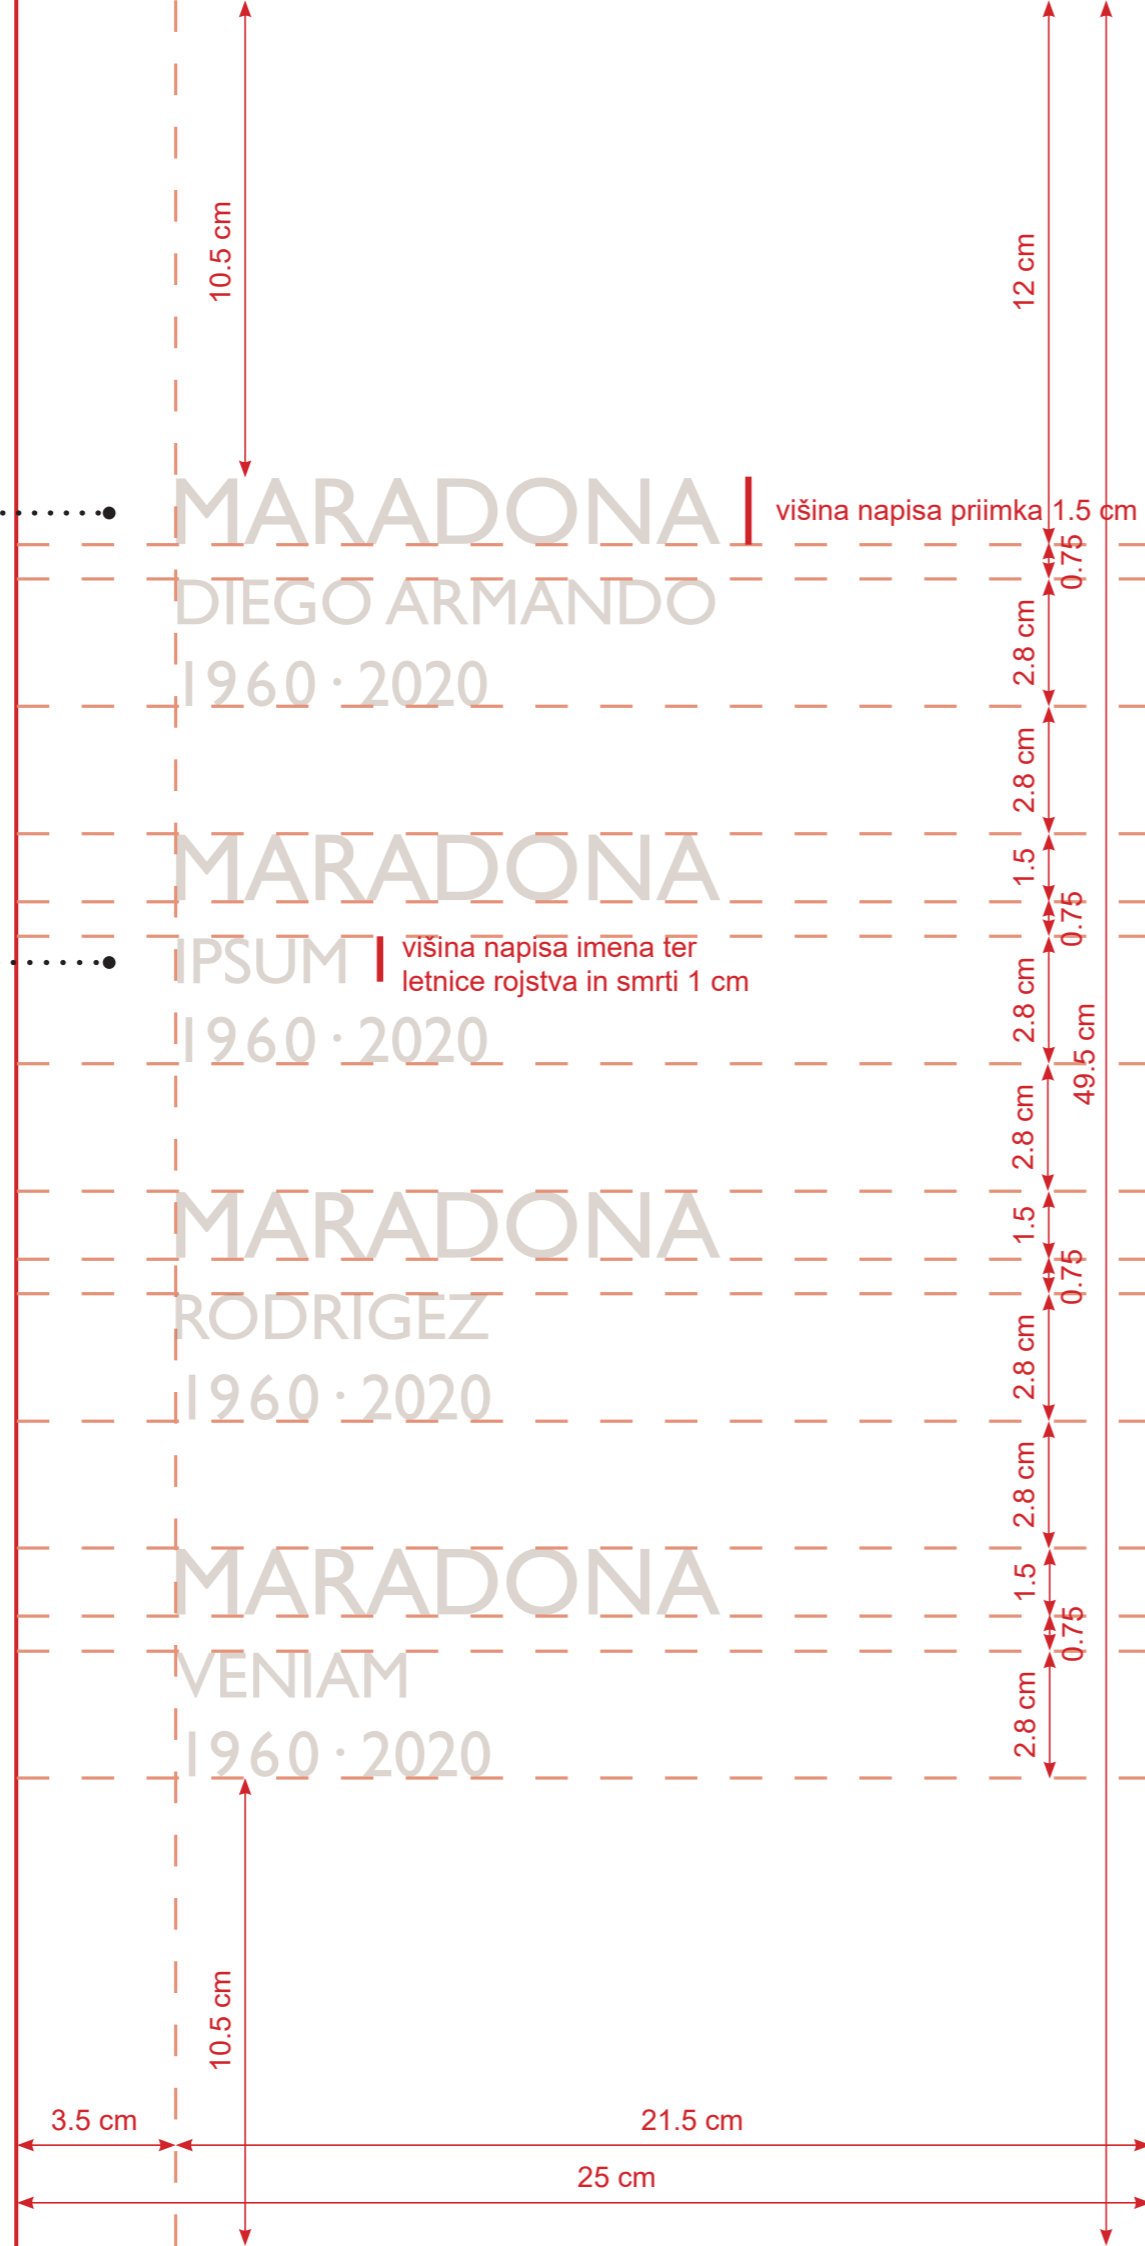 10.5 cm
12 cm
MARADONA
višina napisa priimka 1.5 cm
0.75
DIEGO ARMANDO
2.8 cm
1960 · 2020
2.8 cm
MARADONA
1.5
0.75
IPSUM
višina napisa imena ter
letnice rojstva in smrti 1 cm
2.8 cm
1960 · 2020
49.5 cm
2.8 cm
MARADONA
1.5
0.75
RODRIGEZ
2.8 cm
1960 · 2020
2.8 cm
MARADONA
1.5
0.75
VENIAM
2.8 cm
1960 · 2020
10.5 cm
3.5 cm
21.5 cm
25 cm